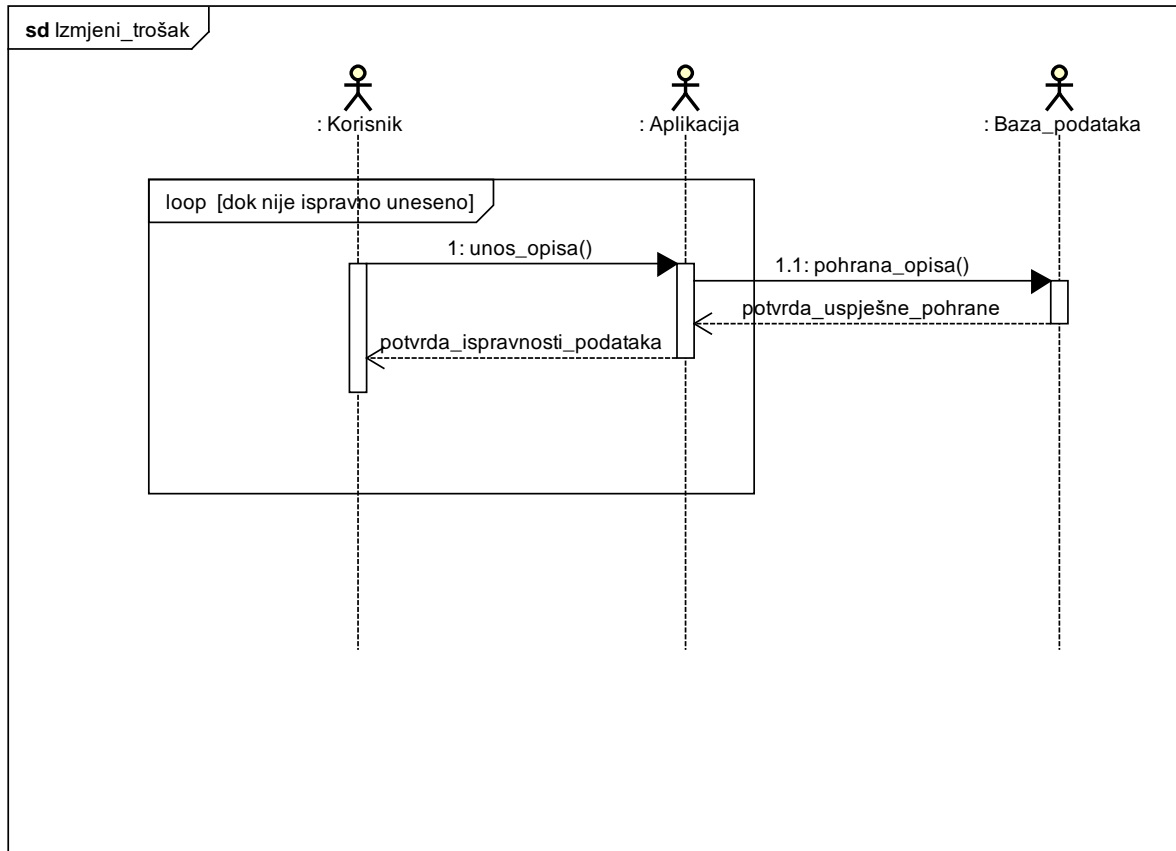 sd Izmjeni_trošak
: Korisnik
: Aplikacija
: Baza_podataka
loop [dok nije ispravno uneseno]
1: unos_opisa()
1.1: pohrana_opisa()
potvrda_uspješne_pohrane
potvrda_ispravnosti_podataka